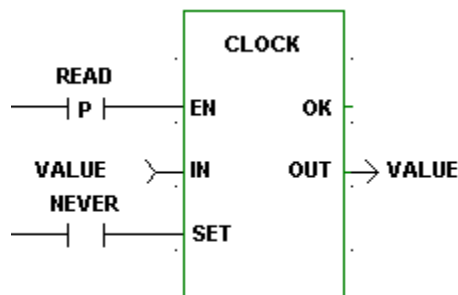 CLOCK
READ
P
EN OK
VALUE IN OUT VALUE
NEVER
SET